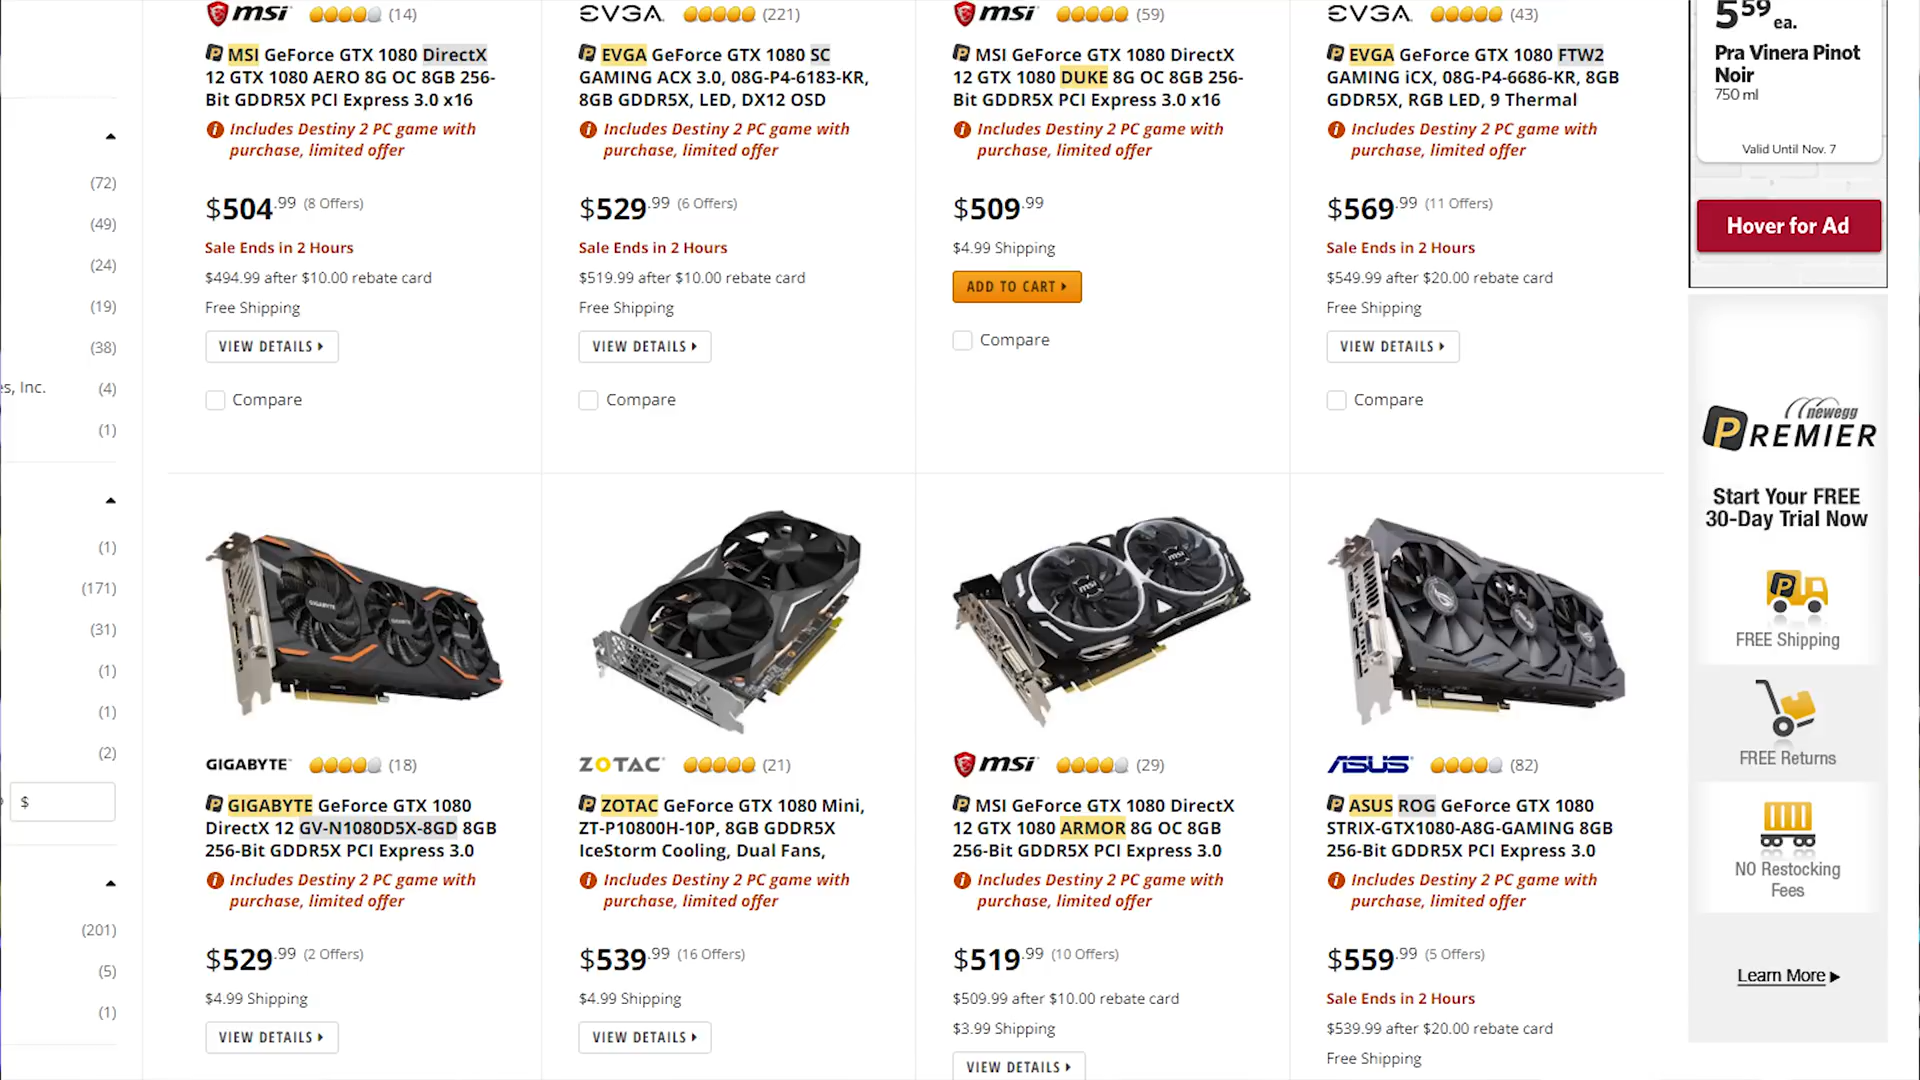 msi (14)
EVGA. (221)
msi (59)
EVGA. (43)
MSI GeForce GTX 1080 DirectX
12 GTX 1080 AERO 8G OC 8GB 256-
Bit GDDR5X PCI Express 3.0 x16
Includes Destiny 2 PC game with
purchase, limited offer
$504.99 (8 Offers)
Sale Ends in 2 Hours
$494.99 after $10.00 rebate card
Free Shipping
VIEW DETAILS
Compare
EVGA GeForce GTX 1080 SC
GAMING ACX 3.0, 08G-P4-6183-KR,
8GB GDDR5X, LED, DX12 OSD
Includes Destiny 2 PC game with
purchase, limited offer
$529.99 (6 Offers)
Sale Ends in 2 Hours
$519.99 after $10.00 rebate card
Free Shipping
VIEW DETAILS
Compare
MSI GeForce GTX 1080 DirectX
12 GTX 1080 DUKE 8G OC 8GB 256-
Bit GDDR5X PCI Express 3.0 x16
Includes Destiny 2 PC game with
purchase, limited offer
$509.99
$4.99 Shipping
ADD TO CART
Compare
EVGA GeForce GTX 1080 FTW2
GAMING iCX, 08G-P4-6686-KR, 8GB
GDDR5X, RGB LED, 9 Thermal
Includes Destiny 2 PC game with
purchase, limited offer
$569.99 (11 Offers)
Sale Ends in 2 Hours
$549.99 after $20.00 rebate card
Free Shipping
VIEW DETAILS
Compare
(72)
(49)
(24)
(19)
(38)
es, Inc. (4)
(1)
(1)
(171)
(31)
(1)
(1)
(2)
$
(201)
(5)
(1)
GIGABYTE (18)
GIGABYTE GeForce GTX 1080
DirectX 12 GV-N1080D5X-8GD 8GB
256-Bit GDDR5X PCI Express 3.0
Includes Destiny 2 PC game with
purchase, limited offer
$529.99 (2 Offers)
$4.99 Shipping
VIEW DETAILS
ZOTAC (21)
ZOTAC GeForce GTX 1080 Mini,
ZT-P10800H-10P, 8GB GDDR5X
IceStorm Cooling, Dual Fans,
Includes Destiny 2 PC game with
purchase, limited offer
$539.99 (16 Offers)
$4.99 Shipping
VIEW DETAILS
msi (29)
MSI GeForce GTX 1080 DirectX
12 GTX 1080 ARMOR 8G OC 8GB
256-Bit GDDR5X PCI Express 3.0
Includes Destiny 2 PC game with
purchase, limited offer
$519.99 (10 Offers)
$509.99 after $10.00 rebate card
$3.99 Shipping
VIEW DETAILS
ASUS (82)
ASUS ROG GeForce GTX 1080
STRIX-GTX1080-A8G-GAMING 8GB
256-Bit GDDR5X PCI Express 3.0
Includes Destiny 2 PC game with
purchase, limited offer
$559.99 (5 Offers)
Sale Ends in 2 Hours
$539.99 after $20.00 rebate card
Free Shipping
5 59 ea.
Pra Vinera Pinot
Noir
750 ml
Valid Until Nov. 7
Hover for Ad
newegg
PREMIER
Start Your FREE
30-Day Trial Now
FREE Shipping
FREE Returns
NO Restocking
Fees
Learn More